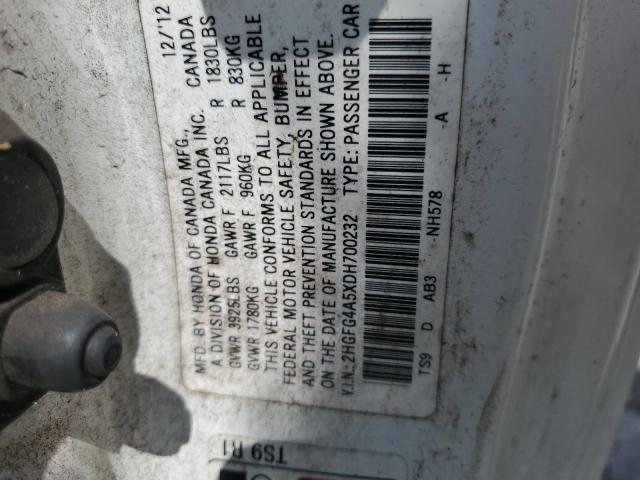 MFD. BY HONDA OF CANADA MFG., 12/12
A DIVISION OF HONDA CANADA INC. CANADA
GVWR 3925LBS GAWR F 2117LBS R 1830LBS
GVWR 1780KG GAWR F 960KG R 830KG
THIS VEHICLE CONFORMS TO ALL APPLICABLE
FEDERAL MOTOR VEHICLE SAFETY, BUMPER,
AND THEFT PREVENTION STANDARDS IN EFFECT
ON THE DATE OF MANUFACTURE SHOWN ABOVE.
V.I.N.:2HGFG4A5XDH700232 TYPE: PASSENGER CAR
TS9 D AB3 -NH578 -A -H
TS9 R1